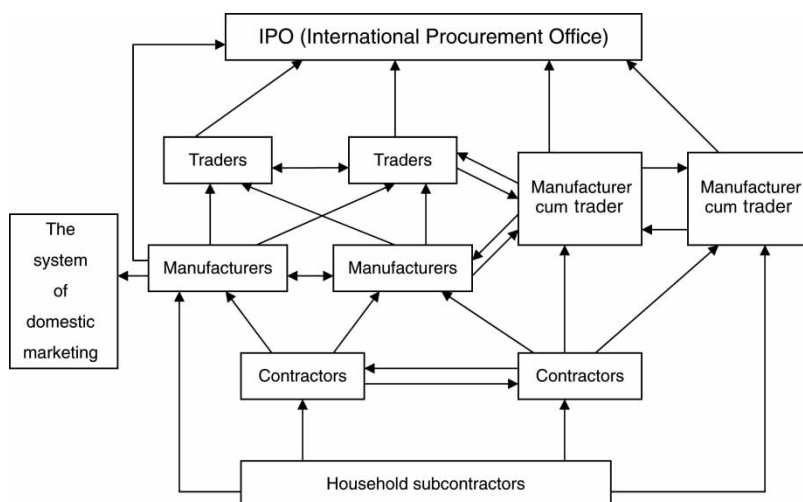 IPO (International Procurement Office)
Traders
Traders
Manufacturer
cum trader
Manufacturer
cum trader
The
system
of
domestic
marketing
Manufacturers
Manufacturers
Contractors
Contractors
Household subcontractors